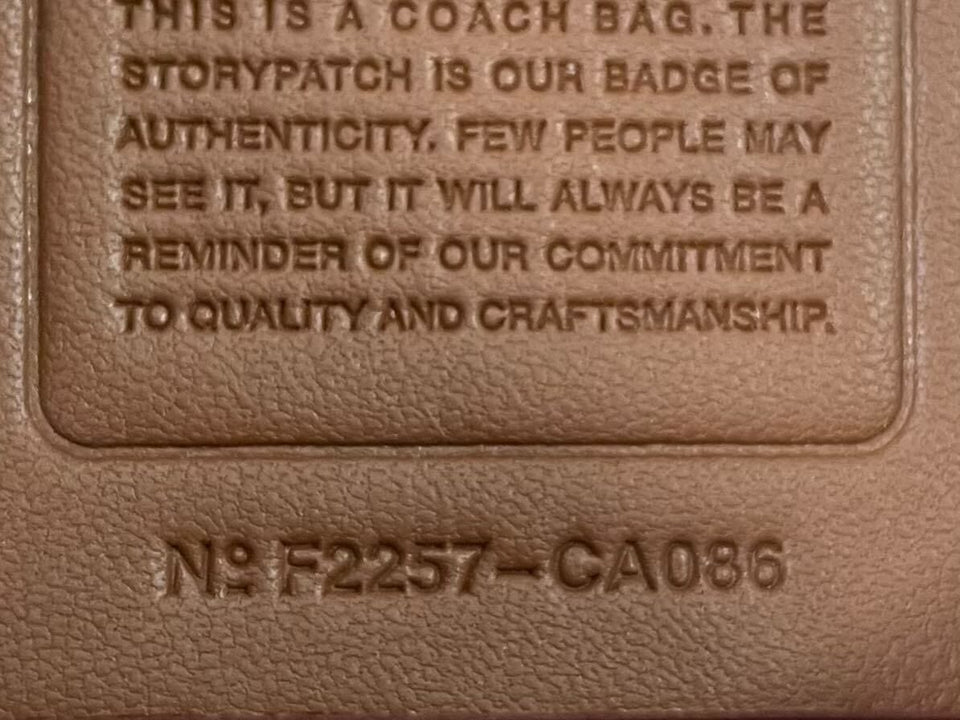 THIS IS A COACH BAG. THE
STORYPATCH IS OUR BADGE OF
AUTHENTICITY. FEW PEOPLE MAY
SEE IT, BUT IT WILL ALWAYS BE A
REMINDER OF OUR COMMITMENT
TO QUALITY AND CRAFTSMANSHIP.
Nº F2257-CA086